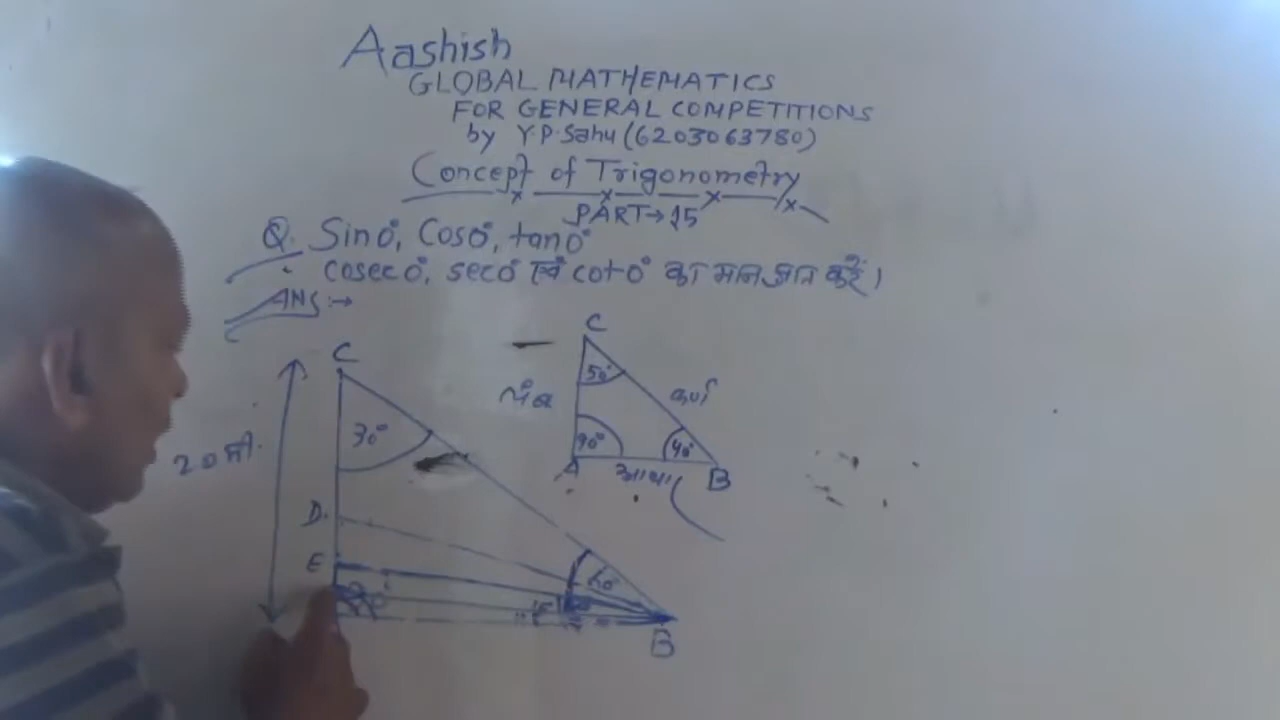 Aashish
GLOBAL MATHEMATICS
FOR GENERAL COMPETITIONS
by Y.P.Sahu (6203063780)
Concept of Trigonometry
PART→15
Q. Sin0°, Cos0°, tan0°
cosec0°, sec0° एवं cot0° का मान ज्ञात करें।
ANS:→
C
30°
20मी.
D
E
B
C
50°
लंब
कर्ण
90°
40°
A
आधार
B